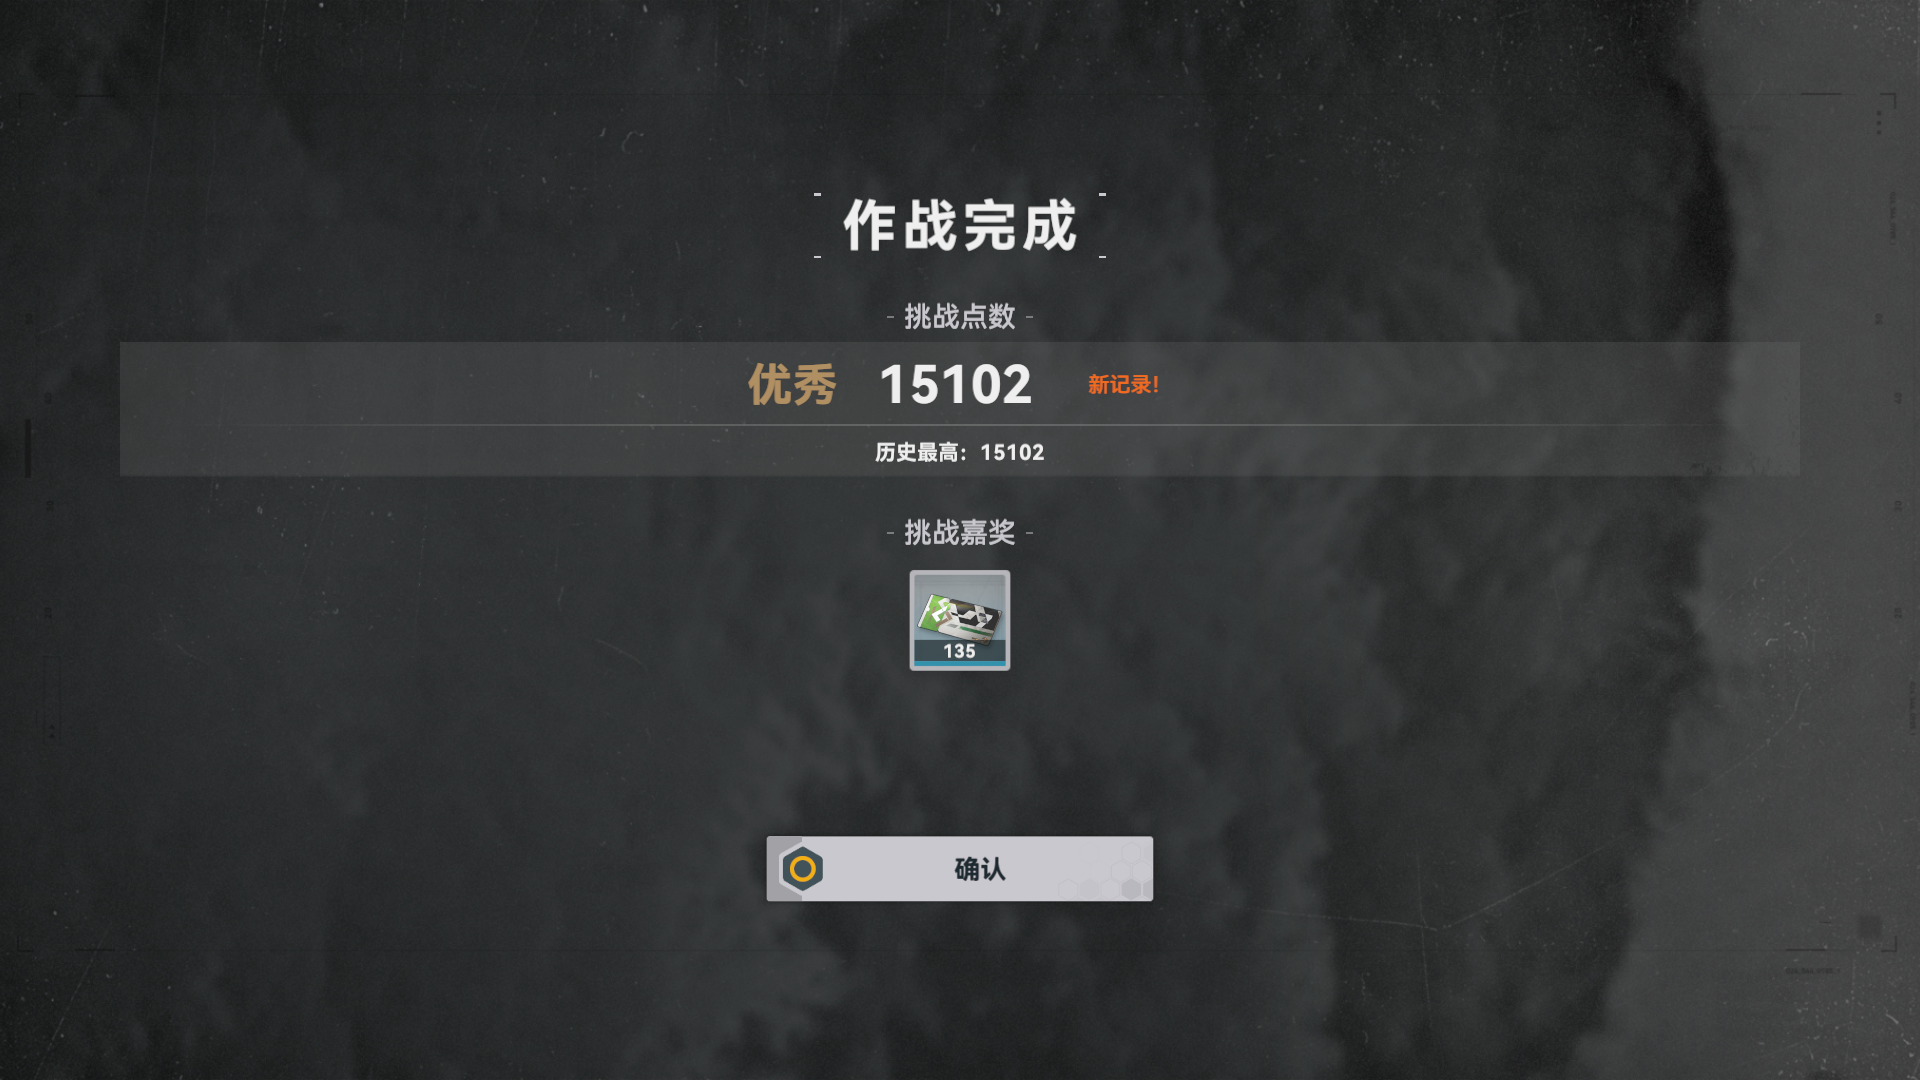 作战完成
- 挑战点数 -
优秀 15102 新记录!
历史最高: 15102
- 挑战嘉奖 -
135
确认